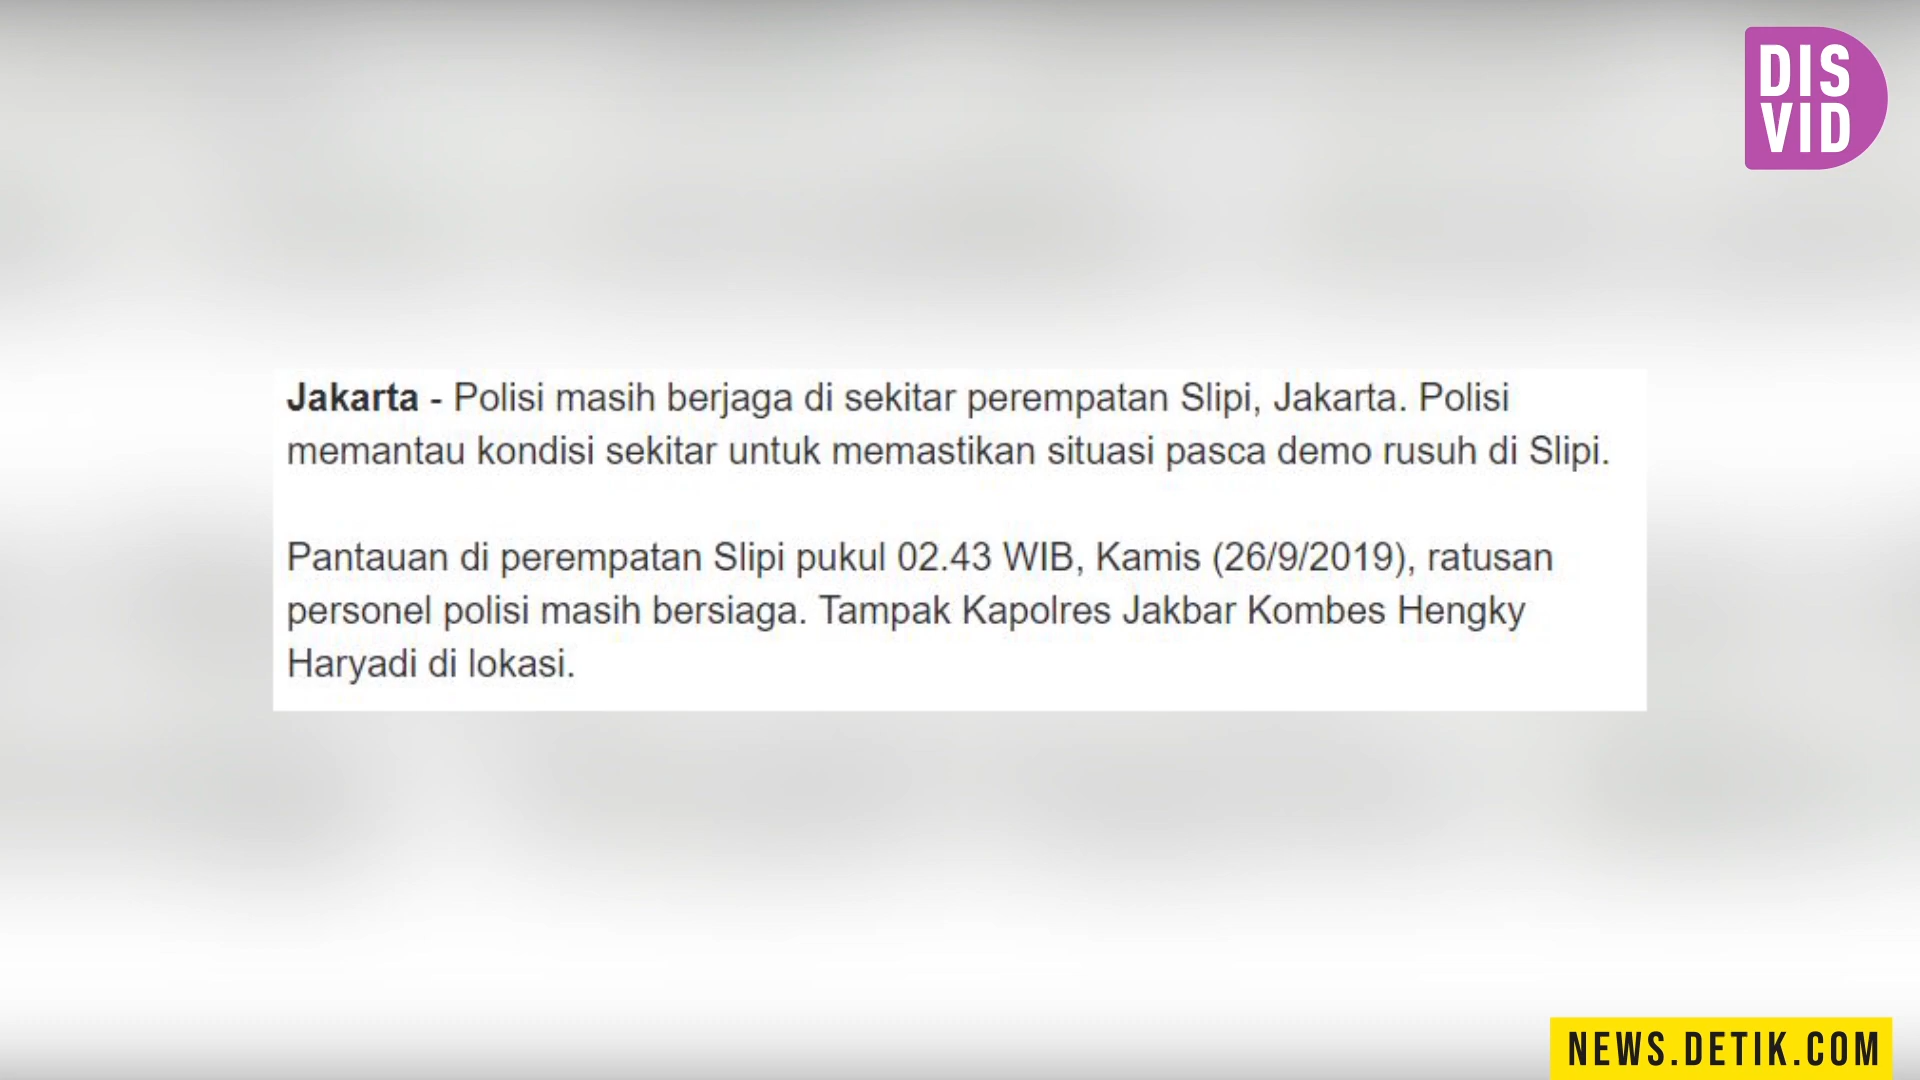 DIS
VID
Jakarta - Polisi masih berjaga di sekitar perempatan Slipi, Jakarta. Polisi
memantau kondisi sekitar untuk memastikan situasi pasca demo rusuh di Slipi.
Pantauan di perempatan Slipi pukul 02.43 WIB, Kamis (26/9/2019), ratusan
personel polisi masih bersiaga. Tampak Kapolres Jakbar Kombes Hengky
Haryadi di lokasi.
NEWS.DETIK.COM